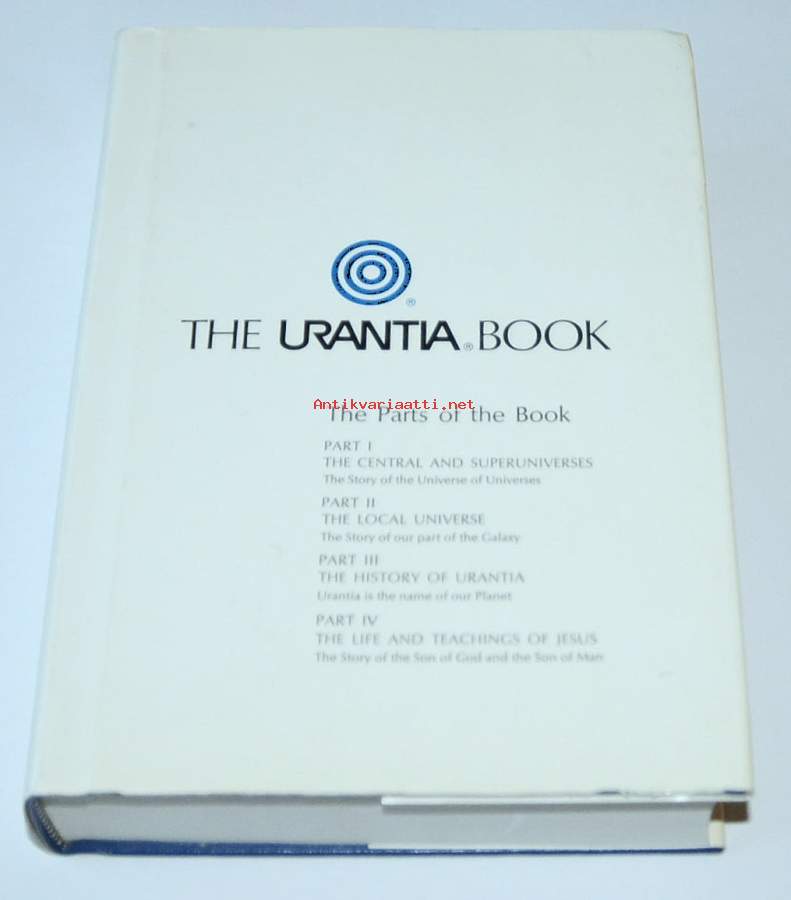 ®
THE URANTIA® BOOK
Antikvariaatti.net
The Parts of the Book
PART I
THE CENTRAL AND SUPERUNIVERSES
The Story of the Universe of Universes
PART II
THE LOCAL UNIVERSE
The Story of our part of the Galaxy
PART III
THE HISTORY OF URANTIA
Urantia is the name of our Planet
PART IV
THE LIFE AND TEACHINGS OF JESUS
The Story of the Son of God and the Son of Man